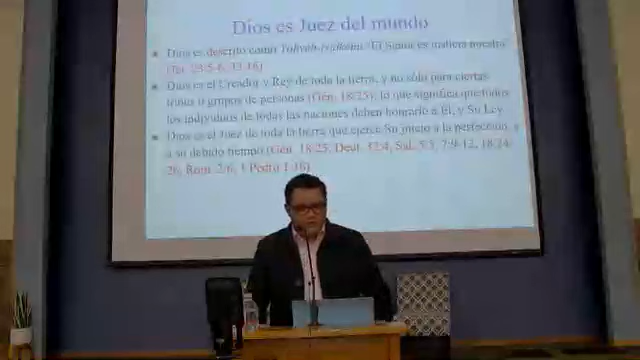 Dios es Juez del mundo
Dios es descrito como Yahveh-tsidkenu "El Señor es nuestra
(Jer. 23:5-6, 33:16)
Dios es el Creador y Rey de toda la tierra, y no sólo para ciertas
tribus o grupos de personas (Gén. 18:25), lo que significa que todos
los individuos de todas las naciones deben honrarle a Él, y Su Ley
Dios es el Juez de toda la tierra que ejerce Su juicio a la perfección, y
a su debido tiempo (Gén. 18:25, Deut. 32:4, Sal. 5:5, 7:9-12, 18:24-
26, Rom. 2:6, 1 Pedro 1:16)